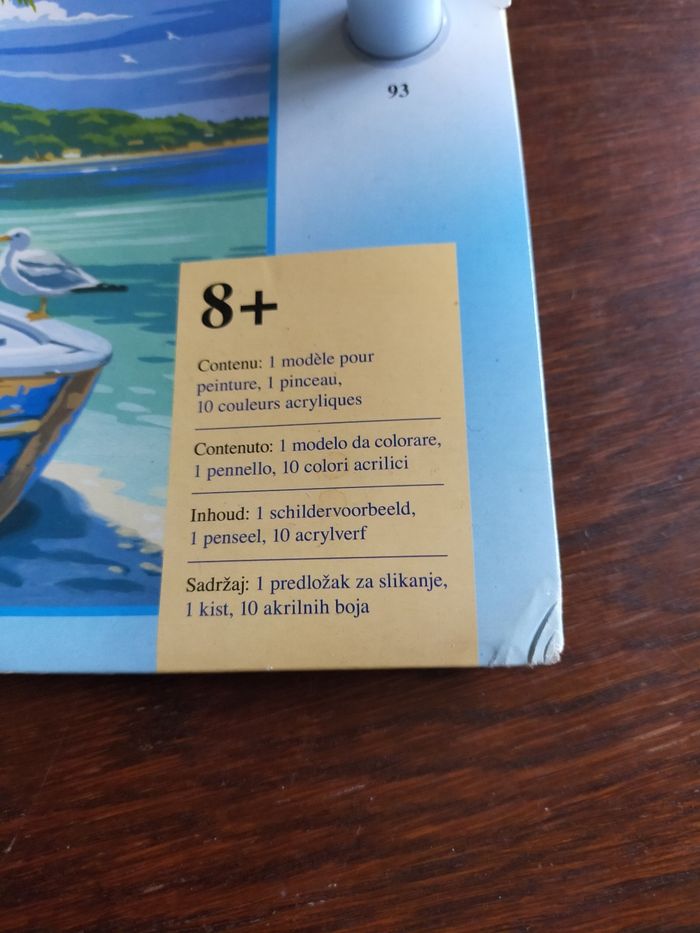 93
8+
Contenu: 1 modèle pour
peinture, 1 pinceau,
10 couleurs acryliques
Contenuto: 1 modelo da colorare,
1 pennello, 10 colori acrilici
Inhoud: 1 schildervoorbeeld,
1 penseel, 10 acrylverf
Sadržaj: 1 predložak za slikanje,
1 kist, 10 akrilnih boja